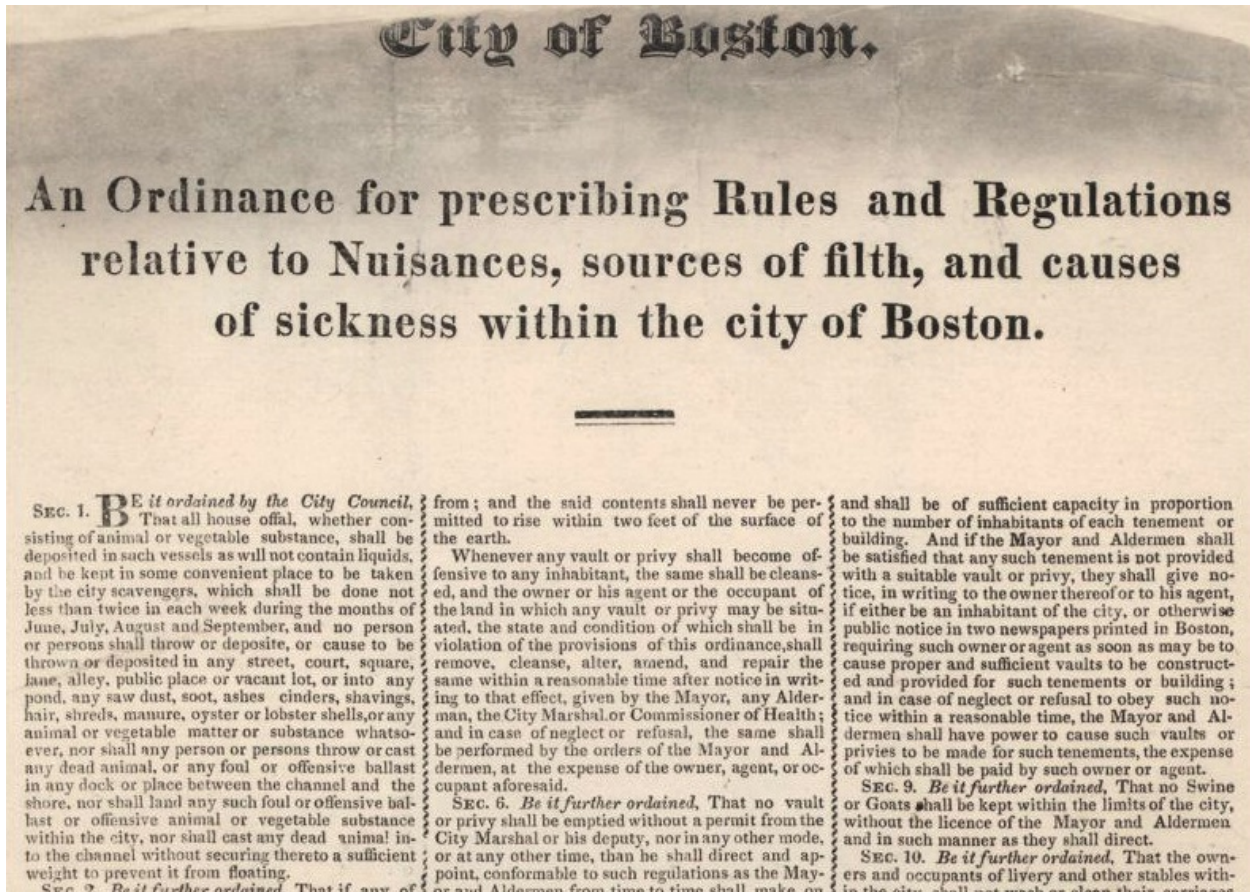 City of Boston.
An Ordinance for prescribing Rules and Regulations
relative to Nuisances, sources of filth, and causes
of sickness within the city of Boston.
SEC. 1. BE it ordained by the City Council,
That all house offal, whether con-
sisting of animal or vegetable substance, shall be
deposited in such vessels as will not contain liquids,
and be kept in some convenient place to be taken
by the city scavengers, which shall be done not
less than twice in each week during the months of
June, July, August and September, and no person
or persons shall throw or deposite, or cause to be
thrown or deposited in any street, court, square,
lane, alley, public place or vacant lot, or into any
pond, any saw dust, soot, ashes cinders, shavings,
hair, shreds, manure, oyster or lobster shells,or any
animal or vegetable matter or substance whatso-
ever, nor shall any person or persons throw or cast
any dead animal, or any foul or offensive ballast
in any dock or place between the channel and the
shore, nor shall land any such foul or offensive bal-
last or offensive animal or vegetable substance
within the city, nor shall cast any dead animal in-
to the channel without securing thereto a sufficient
weight to prevent it from floating.
SEC. 2. Be it further ordained, That if any of
from; and the said contents shall never be per-
mitted to rise within two feet of the surface of
the earth.
Whenever any vault or privy shall become of-
fensive to any inhabitant, the same shall be cleans-
ed, and the owner or his agent or the occupant of
the land in which any vault or privy may be situ-
ated, the state and condition of which shall be in
violation of the provisions of this ordinance,shall
remove, cleanse, alter, amend, and repair the
same within a reasonable time after notice in writ-
ing to that effect, given by the Mayor, any Alder-
man, the City Marshal.or Commissioner of Health;
and in case of neglect or refusal, the same shall
be performed by the orders of the Mayor and Al-
dermen, at the expense of the owner, agent, or oc-
cupant aforesaid.
SEC. 6. Be it further ordained, That no vault
or privy shall be emptied without a permit from the
City Marshal or his deputy, nor in any other mode,
or at any other time, than he shall direct and ap-
point, conformable to such regulations as the May-
or and Aldermen from time to time shall make, on
and shall be of sufficient capacity in proportion
to the number of inhabitants of each tenement or
building. And if the Mayor and Aldermen shall
be satisfied that any such tenement is not provided
with a suitable vault or privy, they shall give no-
tice, in writing to the owner thereof or to his agent,
if either be an inhabitant of the city, or otherwise
public notice in two newspapers printed in Boston,
requiring such owner or agent as soon as may be to
cause proper and sufficient vaults to be construct-
ed and provided for such tenements or building;
and in case of neglect or refusal to obey such no-
tice within a reasonable time, the Mayor and Al-
dermen shall have power to cause such vaults or
privies to be made for such tenements, the expense
of which shall be paid by such owner or agent.
SEC. 9. Be it further ordained, That no Swine
or Goats shall be kept within the limits of the city,
without the licence of the Mayor and Aldermen
and in such manner as they shall direct.
SEC. 10. Be it further ordained, That the own-
ers and occupants of livery and other stables with-
in the city, shall not